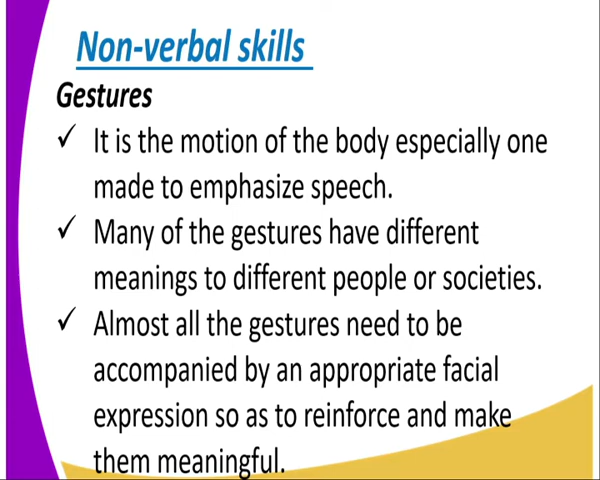 Non-verbal skills
Gestures
✓ It is the motion of the body especially one
made to emphasize speech.
✓ Many of the gestures have different
meanings to different people or societies.
✓ Almost all the gestures need to be
accompanied by an appropriate facial
expression so as to reinforce and make
them meaningful.